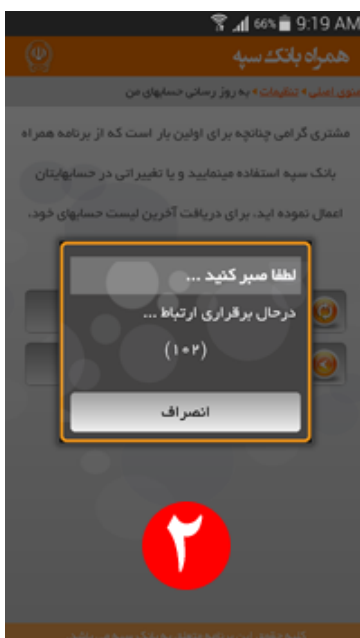 66% 9:19 AM
همراه بانک سپه
منوی اصلی » تنظیمات » به روز رسانی حسابهای من
مشتری گرامی چنانچه برای اولین بار است که از برنامه همراه
بانک سپه استفاده مینمایید و یا تغییراتی در حسابهایتان
اعمال نموده اید، برای دریافت آخرین لیست حسابهای خود،
لطفا صبر کنید ...
درحال برقراری ارتباط ...
(۱۰۲)
انصراف
۲